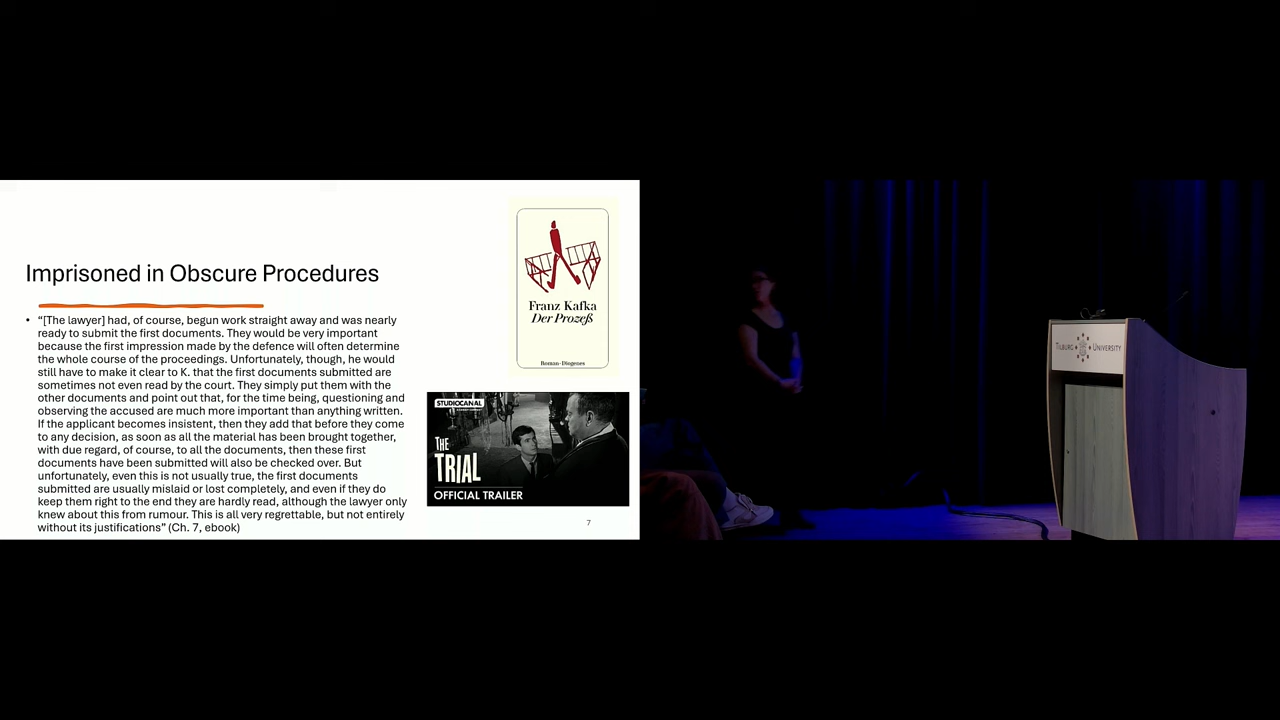 Imprisoned in Obscure Procedures
• “[The lawyer] had, of course, begun work straight away and was nearly
ready to submit the first documents. They would be very important
because the first impression made by the defence will often determine
the whole course of the proceedings. Unfortunately, though, he would
still have to make it clear to K. that the first documents submitted are
sometimes not even read by the court. They simply put them with the
other documents and point out that, for the time being, questioning and
observing the accused are much more important than anything written.
If the applicant becomes insistent, then they add that before they come
to any decision, as soon as all the material has been brought together,
with due regard, of course, to all the documents, then these first
documents have been submitted will also be checked over. But
unfortunately, even this is not usually true, the first documents
submitted are usually mislaid or lost completely, and even if they do
keep them right to the end they are hardly read, although the lawyer only
knew about this from rumour. This is all very regrettable, but not entirely
without its justifications” (Ch. 7, ebook)
Franz Kafka
Der Prozeß
Roman · Diogenes
STUDIOCANAL
THE
TRIAL
OFFICIAL TRAILER
7
TILBURG UNIVERSITY